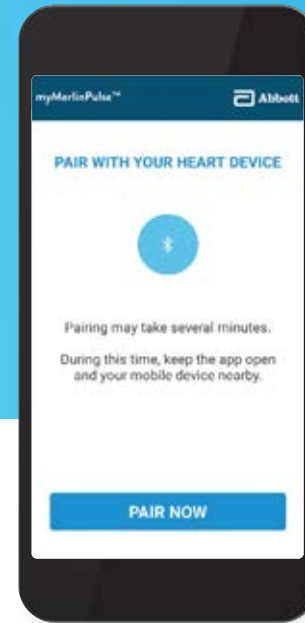 myMerlinPulse™
Abbott
PAIR WITH YOUR HEART DEVICE
Pairing may take several minutes.
During this time, keep the app open
and your mobile device nearby.
PAIR NOW